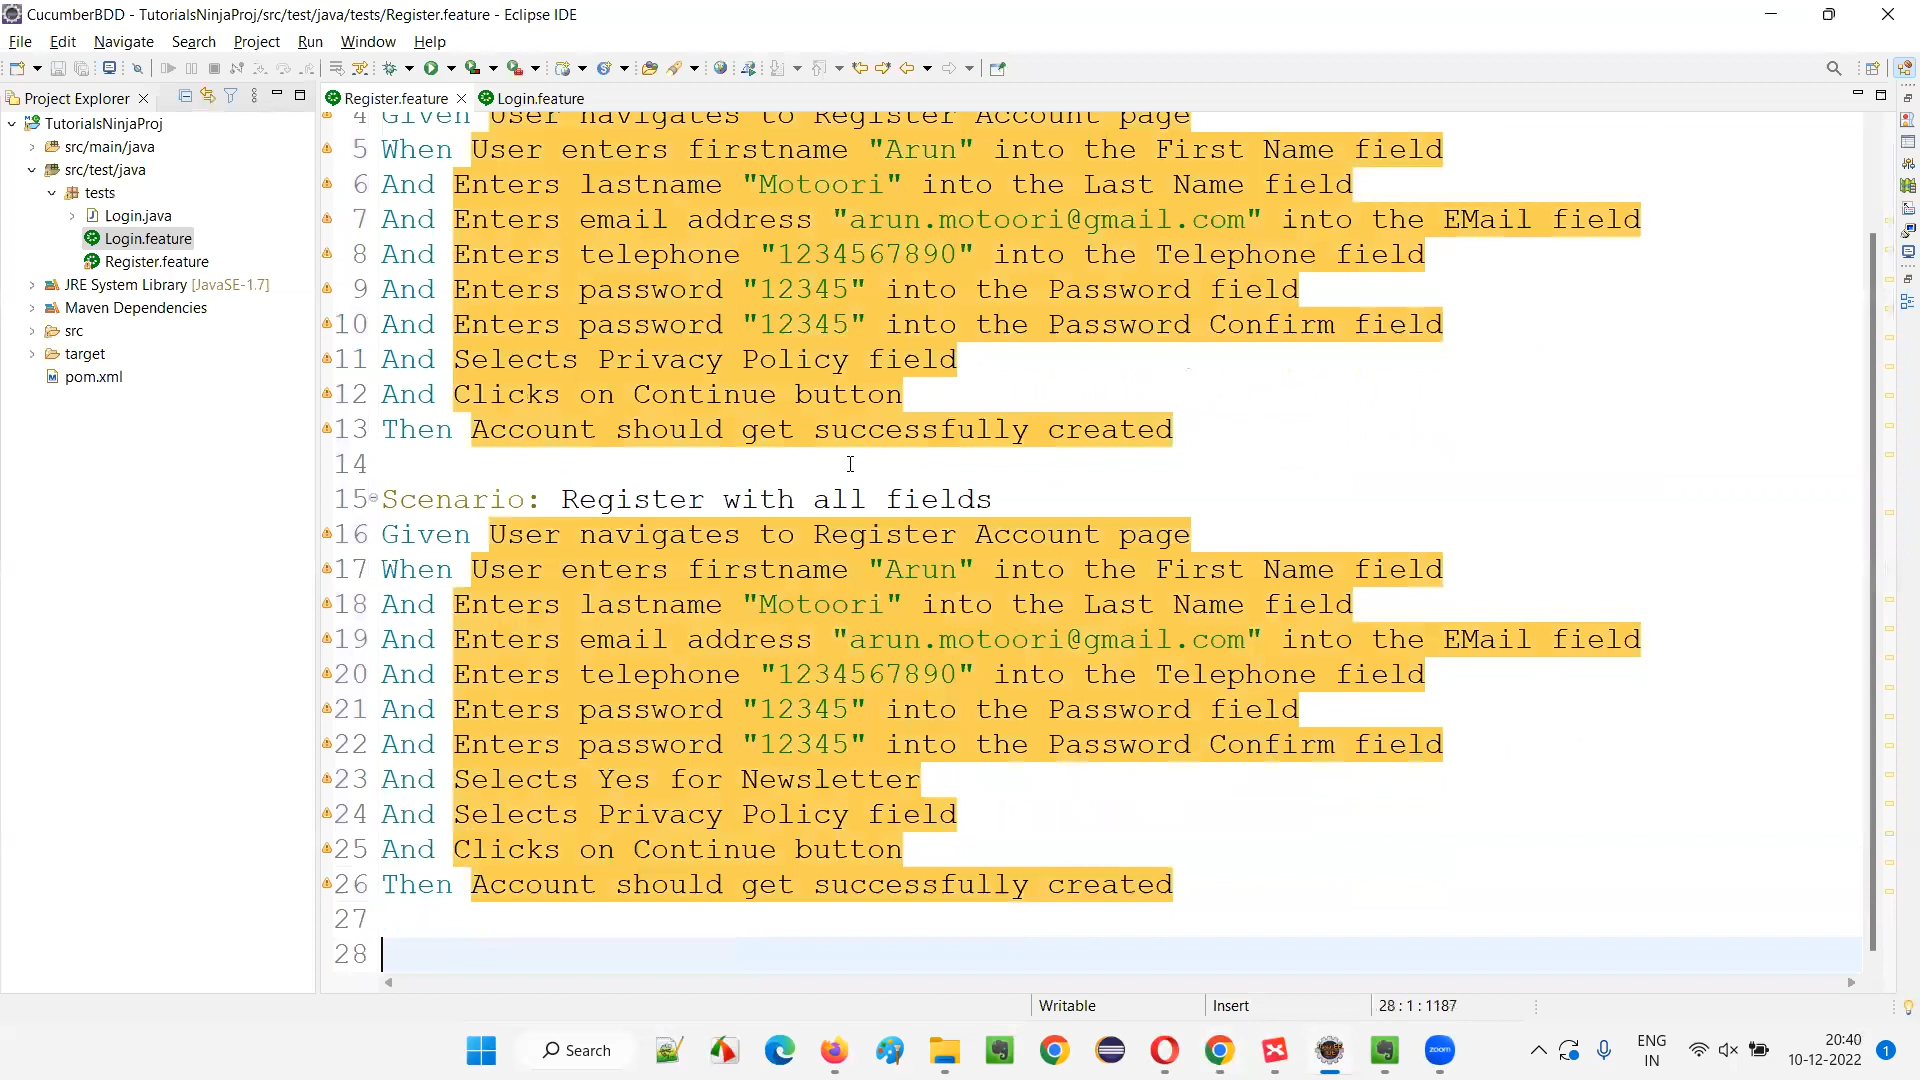 CucumberBDD - TutorialsNinjaProj/src/test/java/tests/Register.feature - Eclipse IDE
File Edit Navigate Search Project Run Window Help
Project Explorer
Register.feature
Login.feature
TutorialsNinjaProj
src/main/java
src/test/java
tests
Login.java
Login.feature
Register.feature
JRE System Library [JavaSE-1.7]
Maven Dependencies
src
target
pom.xml
4 Given User navigates to Register Account page
5 When User enters firstname "Arun" into the First Name field
6 And Enters lastname "Motoori" into the Last Name field
7 And Enters email address "arun.motoori@gmail.com" into the EMail field
8 And Enters telephone "1234567890" into the Telephone field
9 And Enters password "12345" into the Password field
10 And Enters password "12345" into the Password Confirm field
11 And Selects Privacy Policy field
12 And Clicks on Continue button
13 Then Account should get successfully created
14
15 Scenario: Register with all fields
16 Given User navigates to Register Account page
17 When User enters firstname "Arun" into the First Name field
18 And Enters lastname "Motoori" into the Last Name field
19 And Enters email address "arun.motoori@gmail.com" into the EMail field
20 And Enters telephone "1234567890" into the Telephone field
21 And Enters password "12345" into the Password field
22 And Enters password "12345" into the Password Confirm field
23 And Selects Yes for Newsletter
24 And Selects Privacy Policy field
25 And Clicks on Continue button
26 Then Account should get successfully created
27
28
Writable Insert 28 : 1 : 1187
Search
zoom
ENG
IN
20:40
10-12-2022
1